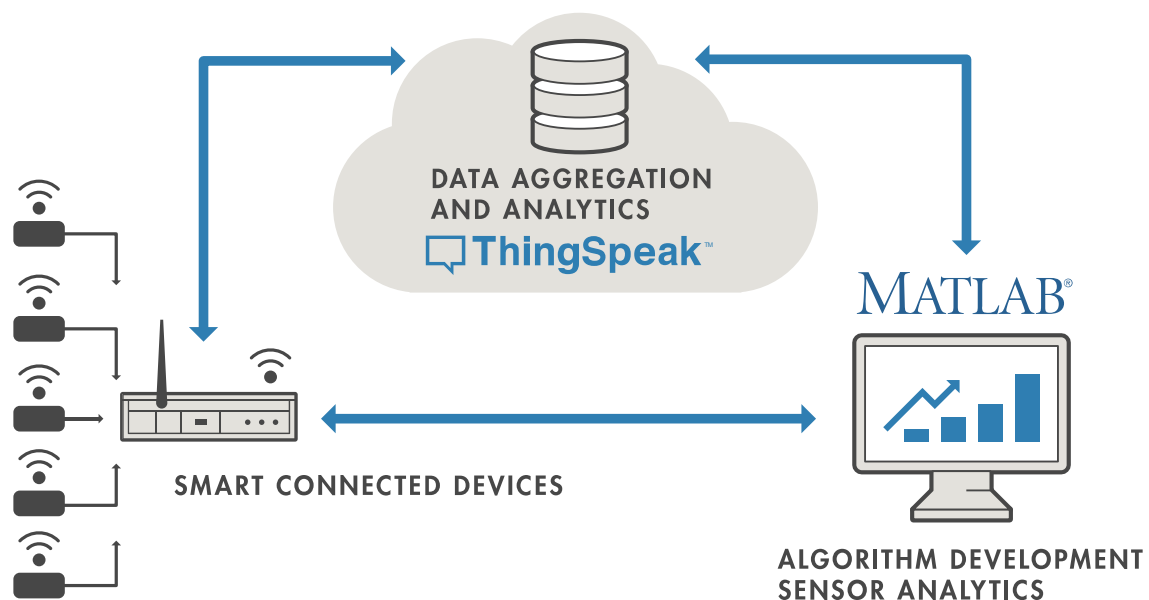 DATA AGGREGATION
AND ANALYTICS
ThingSpeak™
MATLAB®
SMART CONNECTED DEVICES
ALGORITHM DEVELOPMENT
SENSOR ANALYTICS